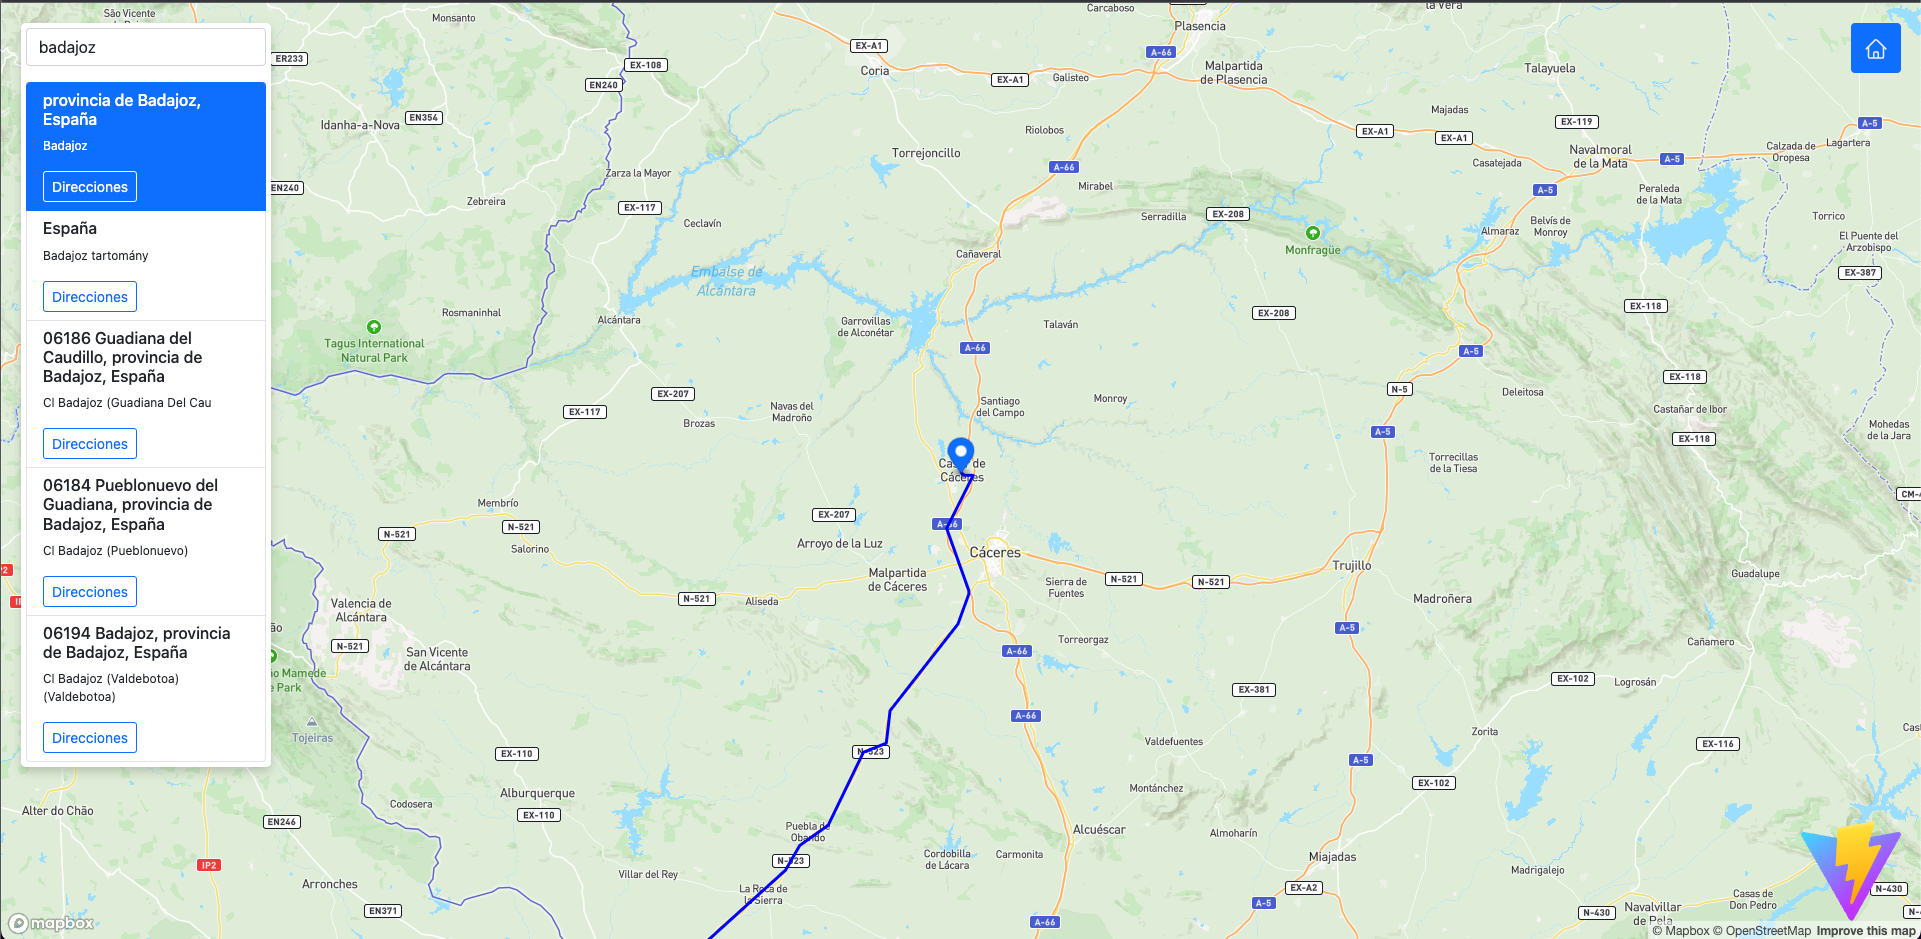 badajoz
provincia de Badajoz,
España
Badajoz
Direcciones
España
Badajoz tartomány
Direcciones
06186 Guadiana del
Caudillo, provincia de
Badajoz, España
Cl Badajoz (Guadiana Del Cau
Direcciones
06184 Pueblonuevo del
Guadiana, provincia de
Badajoz, España
Cl Badajoz (Pueblonuevo)
Direcciones
06194 Badajoz, provincia
de Badajoz, España
Cl Badajoz (Valdebotoa)
(Valdebotoa)
Direcciones
São Vicente
Monsanto
Carcaboso
la Vera
Plasencia
ER233
EX-108
EN240
EX-A1
Coria
EX-A1
Galisteo
A-66
Malpartida
de Plasencia
Talayuela
Idanha-a-Nova
EN354
Riolobos
Majadas
EX-A1
EX-A1
EX-119
A-5
Calzada de
Oropesa
Lagartera
Torrejoncillo
A-66
Casatejada
Navalmoral
de la Mata
A-5
EN240
Zebreira
Zarza la Mayor
EX-117
Ceclavín
Mirabel
Serradilla
EX-208
A-5
Peraleda
de la Mata
Torrico
Almaraz
Belvís de
Monroy
El Puente del
Arzobispo
EX-387
Monfragüe
Cañaveral
Embalse de
Alcántara
Rosmaninhal
Alcántara
Garrovillas
de Alconétar
Talaván
EX-208
EX-118
Tagus International
Natural Park
A-66
A-5
EX-118
EX-117
EX-207
Brozas
Navas del
Madroño
Santiago
del Campo
Monroy
N-5
Deleitosa
Castañar de Ibor
A-5
EX-118
Mohedas
de la Jara
Torrecillas
de la Tiesa
Casar de
Cáceres
Membrío
N-521
N-521
Salorino
EX-207
Arroyo de la Luz
A-66
Cáceres
Malpartida
de Cáceres
Sierra de
Fuentes
N-521
N-521
Trujillo
Guadalupe
Valencia de
Alcántara
N-521
Aliseda
Madroñera
A-5
Cañamero
N-521
San Vicente
de Alcántara
Torreorgaz
A-66
EX-381
EX-102
Logrosán
Tojeiras
A-66
Zorita
EX-116
EX-110
N-523
Valdefuentes
A-5
EX-102
Alburquerque
Codosera
EX-110
Montánchez
Alter do Chão
EN246
Puebla de
Obando
Alcuéscar
Almoharín
N-523
Cordobilla
de Lácara
Carmonita
Miajadas
Madrigalejo
IP2
Arronches
Villar del Rey
La Roca de
la Sierra
EX-A2
A-5
N-430
Casas de
Don Pedro
EN371
A-66
N-430
Navalvillar
de Pela
mapbox
© Mapbox © OpenStreetMap Improve this map